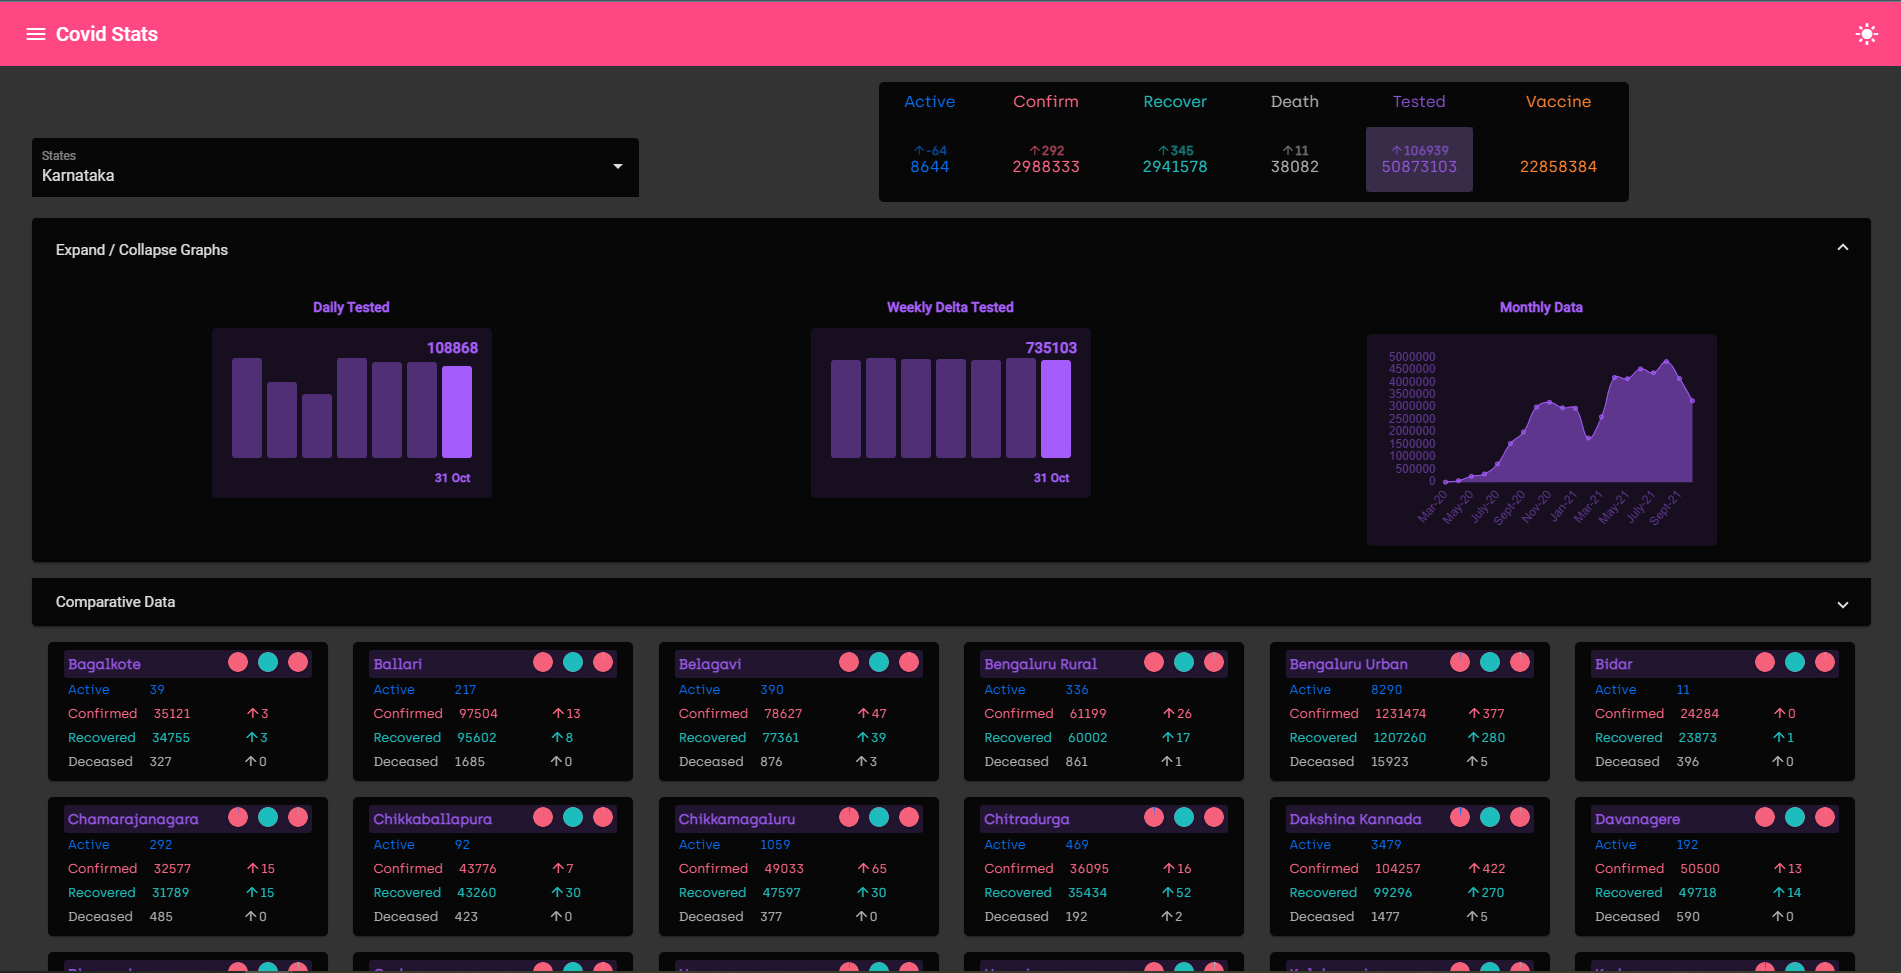 Covid Stats
Active Confirm Recover Death Tested Vaccine
↑-64 ↑292 ↑345 ↑11 ↑106939
8644 2988333 2941578 38082 50873103 22858384
States
Karnataka
Expand / Collapse Graphs
Daily Tested
108868
31 Oct
Weekly Delta Tested
735103
31 Oct
Monthly Data
5000000
4500000
4000000
3500000
3000000
2500000
2000000
1500000
1000000
500000
0
Mar-20 May-20 July-20 Sept-20 Nov-20 Jan-21 Mar-21 May-21 July-21 Sept-21
Comparative Data
Bagalkote
Active 39
Confirmed 35121 ↑3
Recovered 34755 ↑3
Deceased 327 ↑0
Ballari
Active 217
Confirmed 97504 ↑13
Recovered 95602 ↑8
Deceased 1685 ↑0
Belagavi
Active 390
Confirmed 78627 ↑47
Recovered 77361 ↑39
Deceased 876 ↑3
Bengaluru Rural
Active 336
Confirmed 61199 ↑26
Recovered 60002 ↑17
Deceased 861 ↑1
Bengaluru Urban
Active 8290
Confirmed 1231474 ↑377
Recovered 1207260 ↑280
Deceased 15923 ↑5
Bidar
Active 11
Confirmed 24284 ↑0
Recovered 23873 ↑1
Deceased 396 ↑0
Chamarajanagara
Active 292
Confirmed 32577 ↑15
Recovered 31789 ↑15
Deceased 485 ↑0
Chikkaballapura
Active 92
Confirmed 43776 ↑7
Recovered 43260 ↑30
Deceased 423 ↑0
Chikkamagaluru
Active 1059
Confirmed 49033 ↑65
Recovered 47597 ↑30
Deceased 377 ↑0
Chitradurga
Active 469
Confirmed 36095 ↑16
Recovered 35434 ↑52
Deceased 192 ↑2
Dakshina Kannada
Active 3479
Confirmed 104257 ↑422
Recovered 99296 ↑270
Deceased 1477 ↑5
Davanagere
Active 192
Confirmed 50500 ↑13
Recovered 49718 ↑14
Deceased 590 ↑0